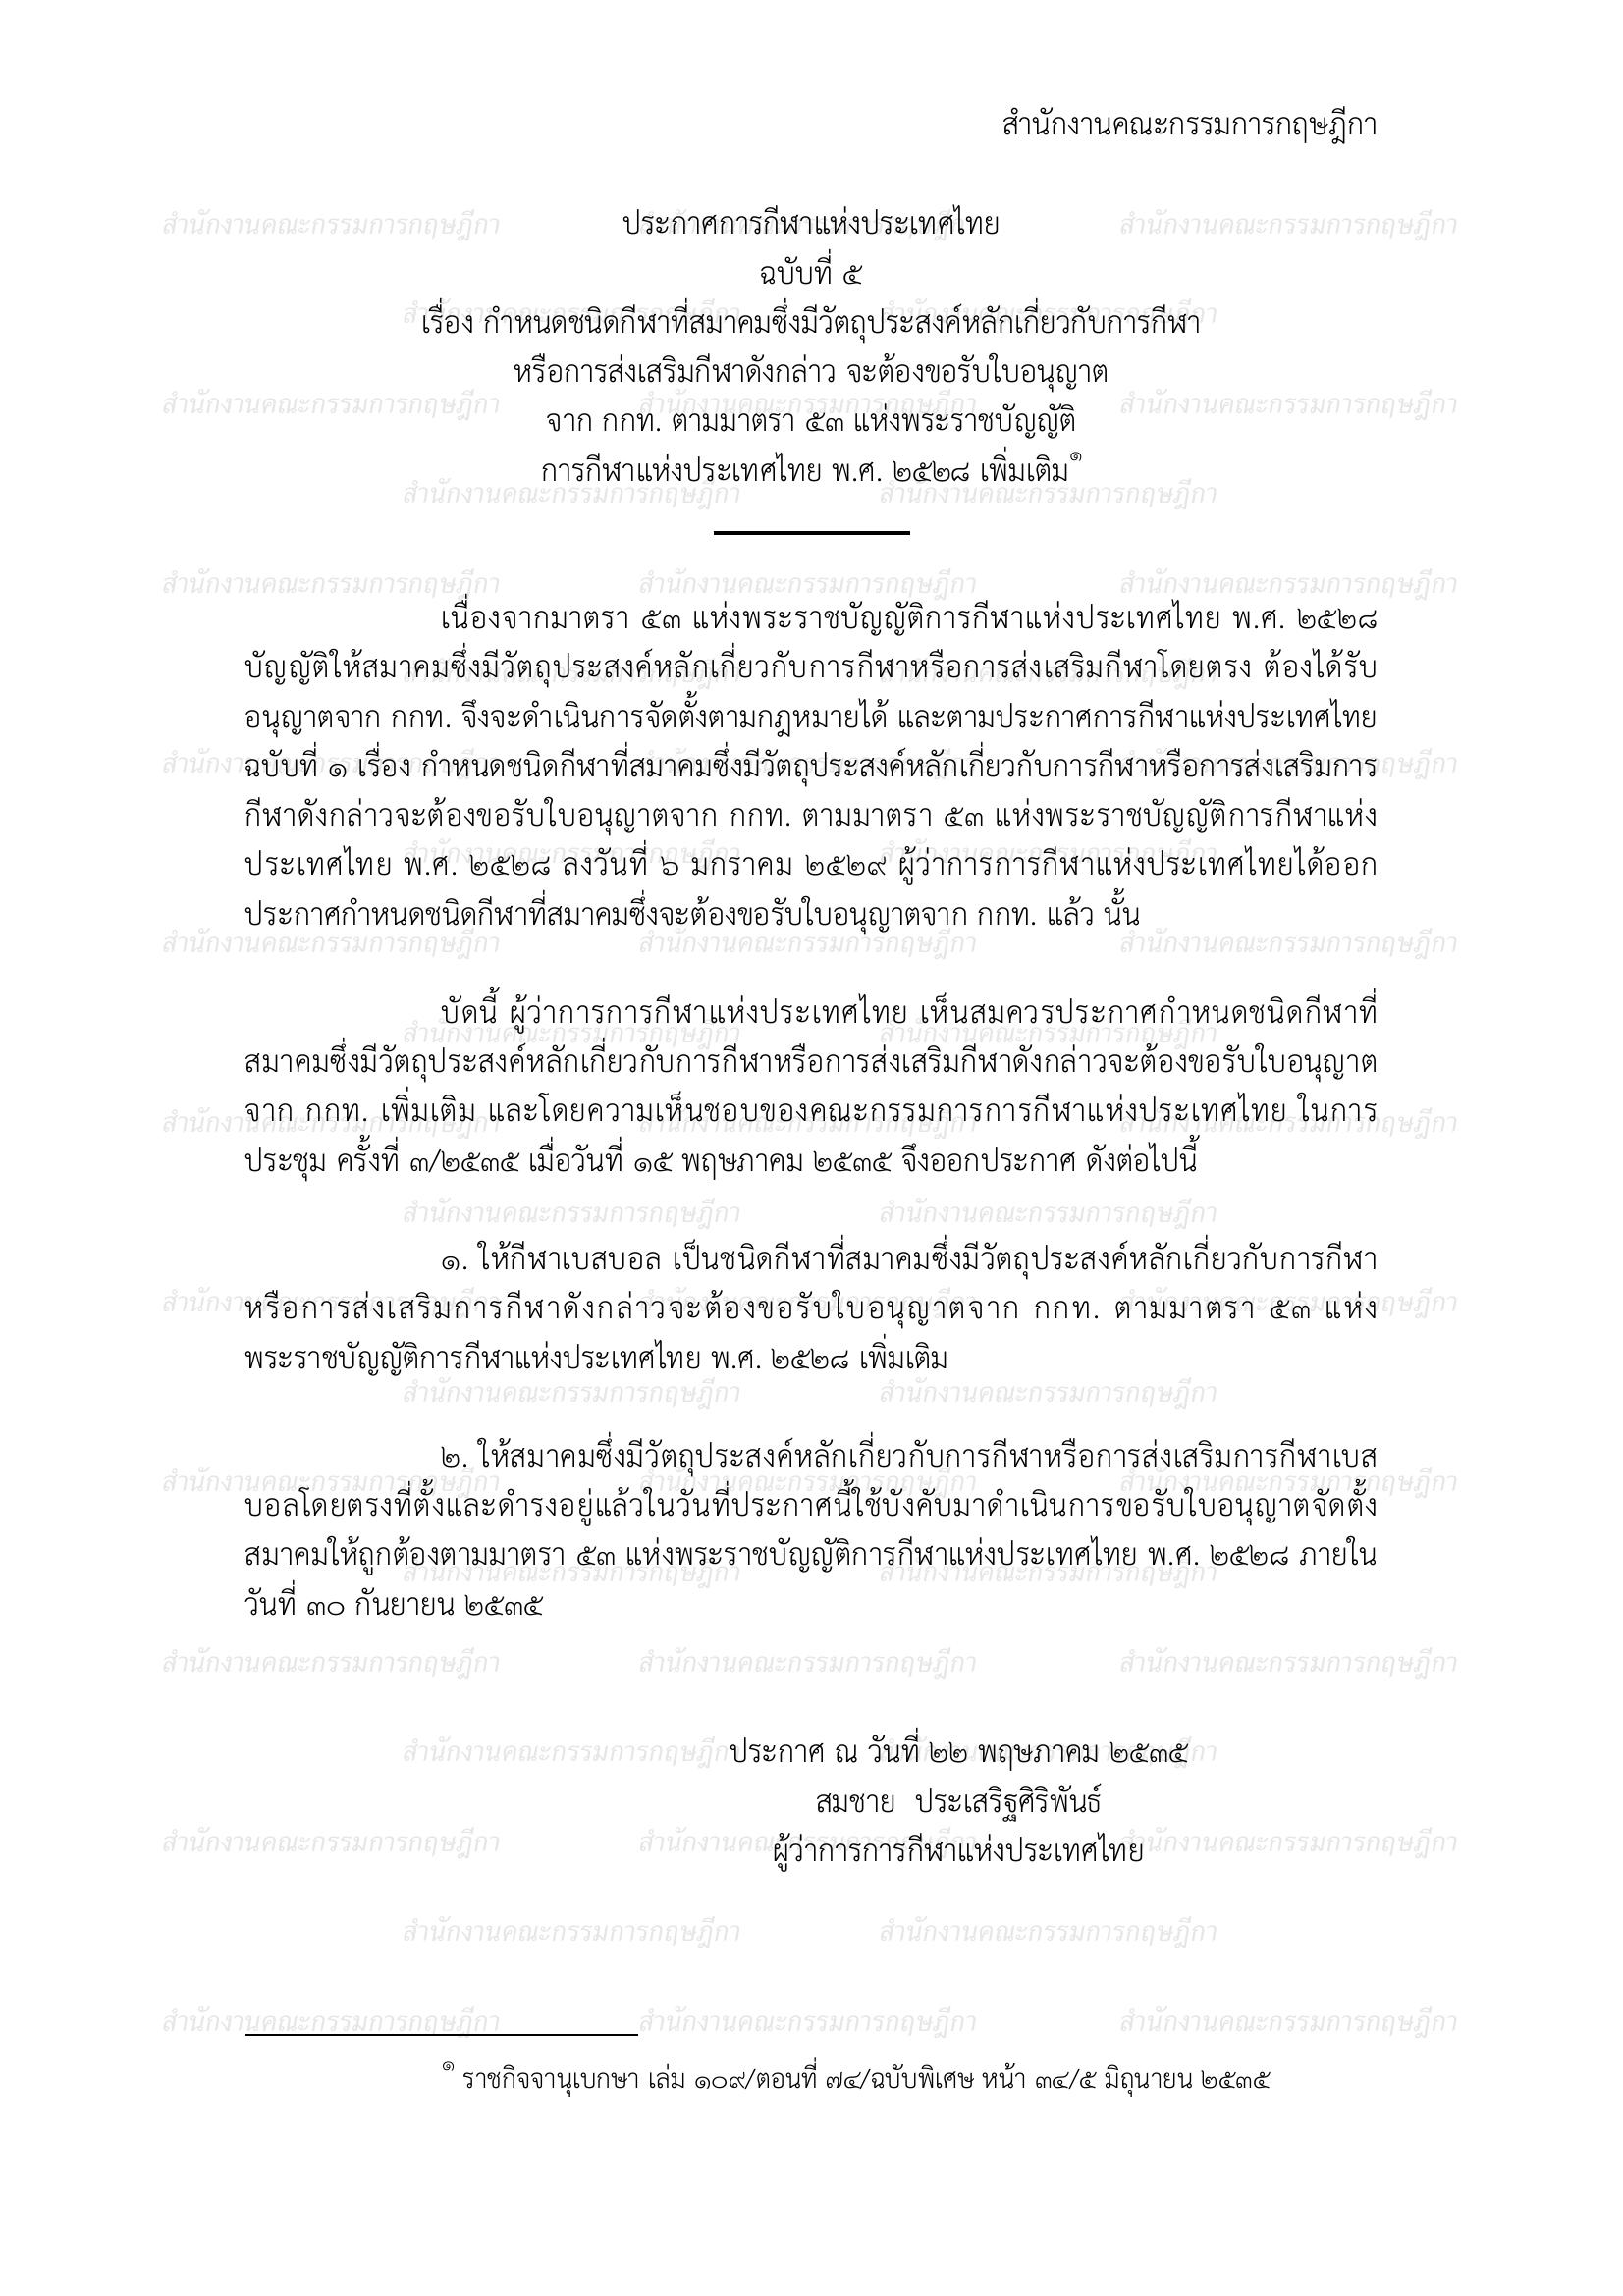 สำนักงานคณะกรรมการกฤษฎีกา
ประกาศการกีฬาแห่งประเทศไทย
ฉบับที่ ๕
เรื่อง กำหนดชนิดกีฬาที่สมาคมซึ่งมีวัตถุประสงค์หลักเกี่ยวกับการกีฬา
หรือการส่งเสริมกีฬาดังกล่าว จะต้องขอรับใบอนุญาต
จาก กกท. ตามมาตรา ๕๓ แห่งพระราชบัญญัติ
การกีฬาแห่งประเทศไทย พ.ศ. ๒๕๒๘ เพิ่มเติม๑
เนื่องจากมาตรา ๕๓ แห่งพระราชบัญญัติการกีฬาแห่งประเทศไทย พ.ศ. ๒๕๒๘
บัญญัติให้สมาคมซึ่งมีวัตถุประสงค์หลักเกี่ยวกับการกีฬาหรือการส่งเสริมกีฬาโดยตรง ต้องได้รับ
อนุญาตจาก กกท. จึงจะดำเนินการจัดตั้งตามกฎหมายได้ และตามประกาศการกีฬาแห่งประเทศไทย
ฉบับที่ ๑ เรื่อง กำหนดชนิดกีฬาที่สมาคมซึ่งมีวัตถุประสงค์หลักเกี่ยวกับการกีฬาหรือการส่งเสริมการ
กีฬาดังกล่าวจะต้องขอรับใบอนุญาตจาก กกท. ตามมาตรา ๕๓ แห่งพระราชบัญญัติการกีฬาแห่ง
ประเทศไทย พ.ศ. ๒๕๒๘ ลงวันที่ ๖ มกราคม ๒๕๒๙ ผู้ว่าการการกีฬาแห่งประเทศไทยได้ออก
ประกาศกำหนดชนิดกีฬาที่สมาคมซึ่งจะต้องขอรับใบอนุญาตจาก กกท. แล้ว นั้น
บัดนี้ ผู้ว่าการการกีฬาแห่งประเทศไทย เห็นสมควรประกาศกำหนดชนิดกีฬาที่
สมาคมซึ่งมีวัตถุประสงค์หลักเกี่ยวกับการกีฬาหรือการส่งเสริมกีฬาดังกล่าวจะต้องขอรับใบอนุญาต
จาก กกท. เพิ่มเติม และโดยความเห็นชอบของคณะกรรมการการกีฬาแห่งประเทศไทย ในการ
ประชุม ครั้งที่ ๓/๒๕๓๕ เมื่อวันที่ ๑๕ พฤษภาคม ๒๕๓๕ จึงออกประกาศ ดังต่อไปนี้
๑. ให้กีฬาเบสบอล เป็นชนิดกีฬาที่สมาคมซึ่งมีวัตถุประสงค์หลักเกี่ยวกับการกีฬา
หรือการส่งเสริมการกีฬาดังกล่าวจะต้องขอรับใบอนุญาตจาก กกท. ตามมาตรา ๕๓ แห่ง
พระราชบัญญัติการกีฬาแห่งประเทศไทย พ.ศ. ๒๕๒๘ เพิ่มเติม
๒. ให้สมาคมซึ่งมีวัตถุประสงค์หลักเกี่ยวกับการกีฬาหรือการส่งเสริมการกีฬาเบส
บอลโดยตรงที่ตั้งและดำรงอยู่แล้วในวันที่ประกาศนี้ใช้บังคับมาดำเนินการขอรับใบอนุญาตจัดตั้ง
สมาคมให้ถูกต้องตามมาตรา ๕๓ แห่งพระราชบัญญัติการกีฬาแห่งประเทศไทย พ.ศ. ๒๕๒๘ ภายใน
วันที่ ๓๐ กันยายน ๒๕๓๕
ประกาศ ณ วันที่ ๒๒ พฤษภาคม ๒๕๓๕
สมชาย ประเสริฐศิริพันธ์
ผู้ว่าการการกีฬาแห่งประเทศไทย
๑ ราชกิจจานุเบกษา เล่ม ๑๐๙/ตอนที่ ๗๔/ฉบับพิเศษ หน้า ๓๔/๕ มิถุนายน ๒๕๓๕